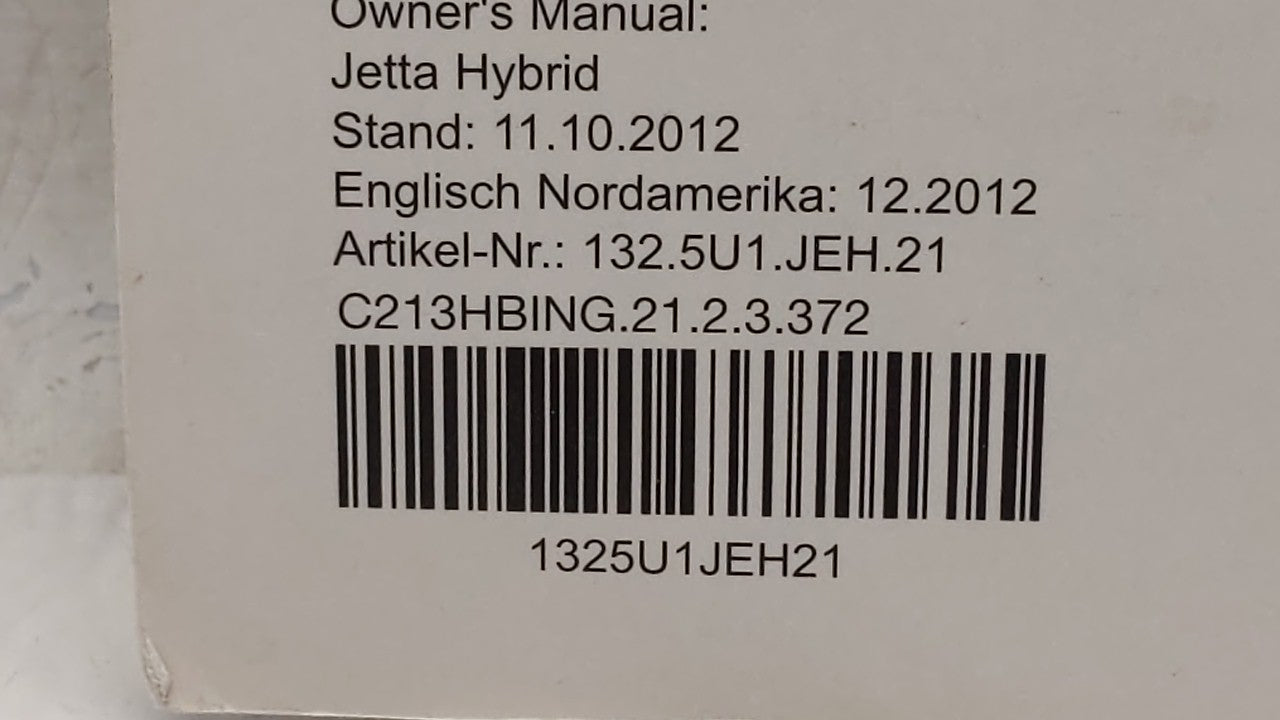 Owner's Manual:
Jetta Hybrid
Stand: 11.10.2012
Englisch Nordamerika: 12.2012
Artikel-Nr.: 132.5U1.JEH.21
C213HBING.21.2.3.372
1325U1JEH21